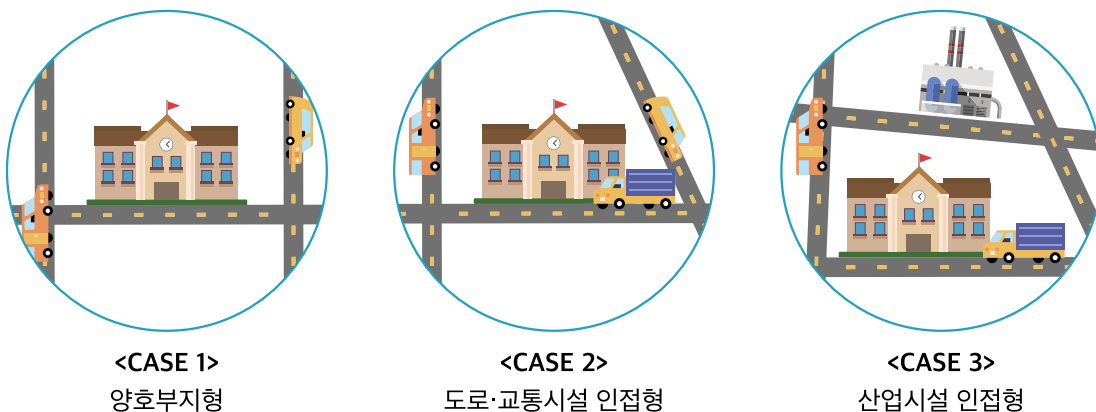 <CASE 1>
양호부지형
<CASE 2>
도로·교통시설 인접형
<CASE 3>
산업시설 인접형